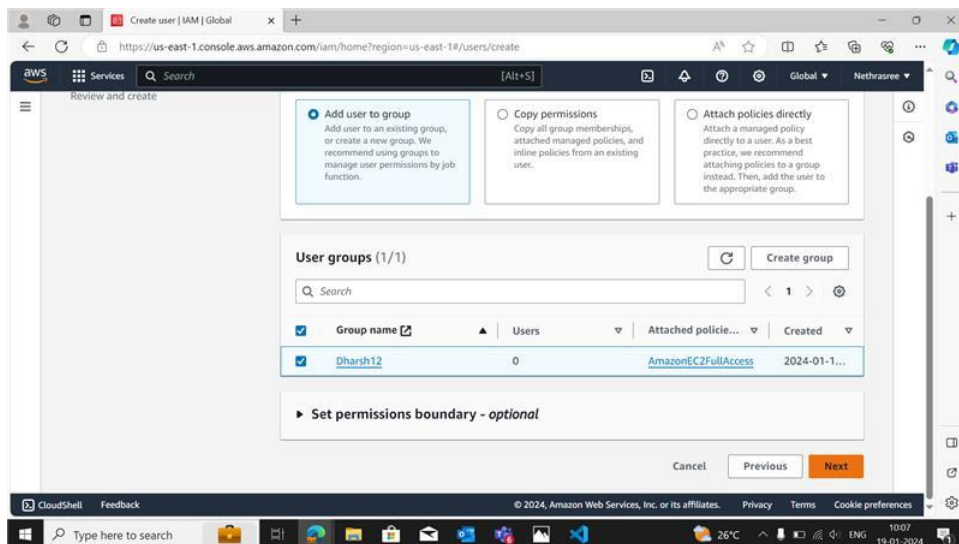 Create user | IAM | Global
https://us-east-1.console.aws.amazon.com/iam/home?region=us-east-1#/users/create
aws Services Search [Alt+S] Global Nethrasree
Review and create
Add user to group
Add user to an existing group,
or create a new group. We
recommend using groups to
manage user permissions by job
function.
Copy permissions
Copy all group memberships,
attached managed policies, and
inline policies from an existing
user.
Attach policies directly
Attach a managed policy
directly to a user. As a best
practice, we recommend
attaching policies to a group
instead. Then, add the user to
the appropriate group.
User groups (1/1)
Create group
Search
1
Group name Users Attached policie... Created
Dharsh12 0 AmazonEC2FullAccess 2024-01-1...
Set permissions boundary - optional
Cancel Previous Next
CloudShell Feedback © 2024, Amazon Web Services, Inc. or its affiliates. Privacy Terms Cookie preferences
Type here to search 26°C ENG 10:07
19-01-2024